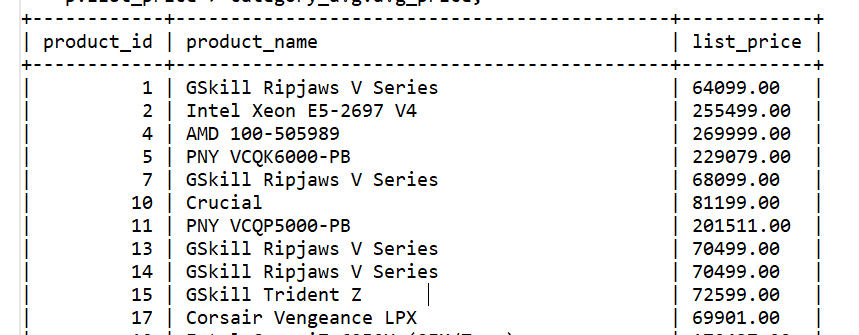 +------------+-------------------------------------------+------------+
| product_id | product_name                              | list_price |
+------------+-------------------------------------------+------------+
|          1 | GSkill Ripjaws V Series                   | 64099.00   |
|          2 | Intel Xeon E5-2697 V4                     | 255499.00  |
|          4 | AMD 100-505989                            | 269999.00  |
|          5 | PNY VCQK6000-PB                           | 229079.00  |
|          7 | GSkill Ripjaws V Series                   | 68099.00   |
|         10 | Crucial                                   | 81199.00   |
|         11 | PNY VCQP5000-PB                           | 201511.00  |
|         13 | GSkill Ripjaws V Series                   | 70499.00   |
|         14 | GSkill Ripjaws V Series                   | 70499.00   |
|         15 | GSkill Trident Z                          | 72599.00   |
|         17 | Corsair Vengeance LPX                     | 69901.00   |